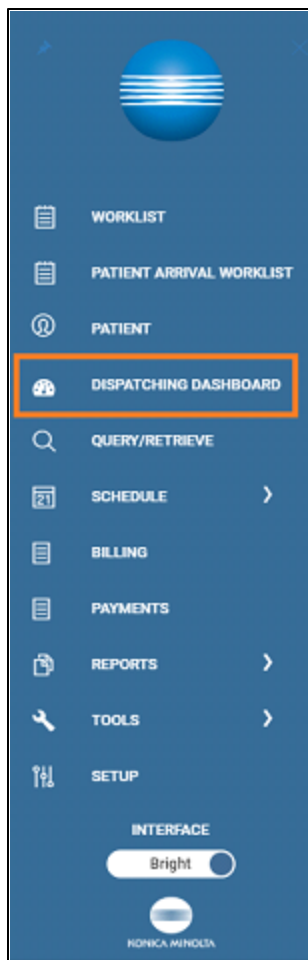 WORKLIST
PATIENT ARRIVAL WORKLIST
PATIENT
DISPATCHING DASHBOARD
QUERY/RETRIEVE
21 SCHEDULE
BILLING
PAYMENTS
REPORTS
TOOLS
SETUP
INTERFACE
Bright
KONICA MINOLTA